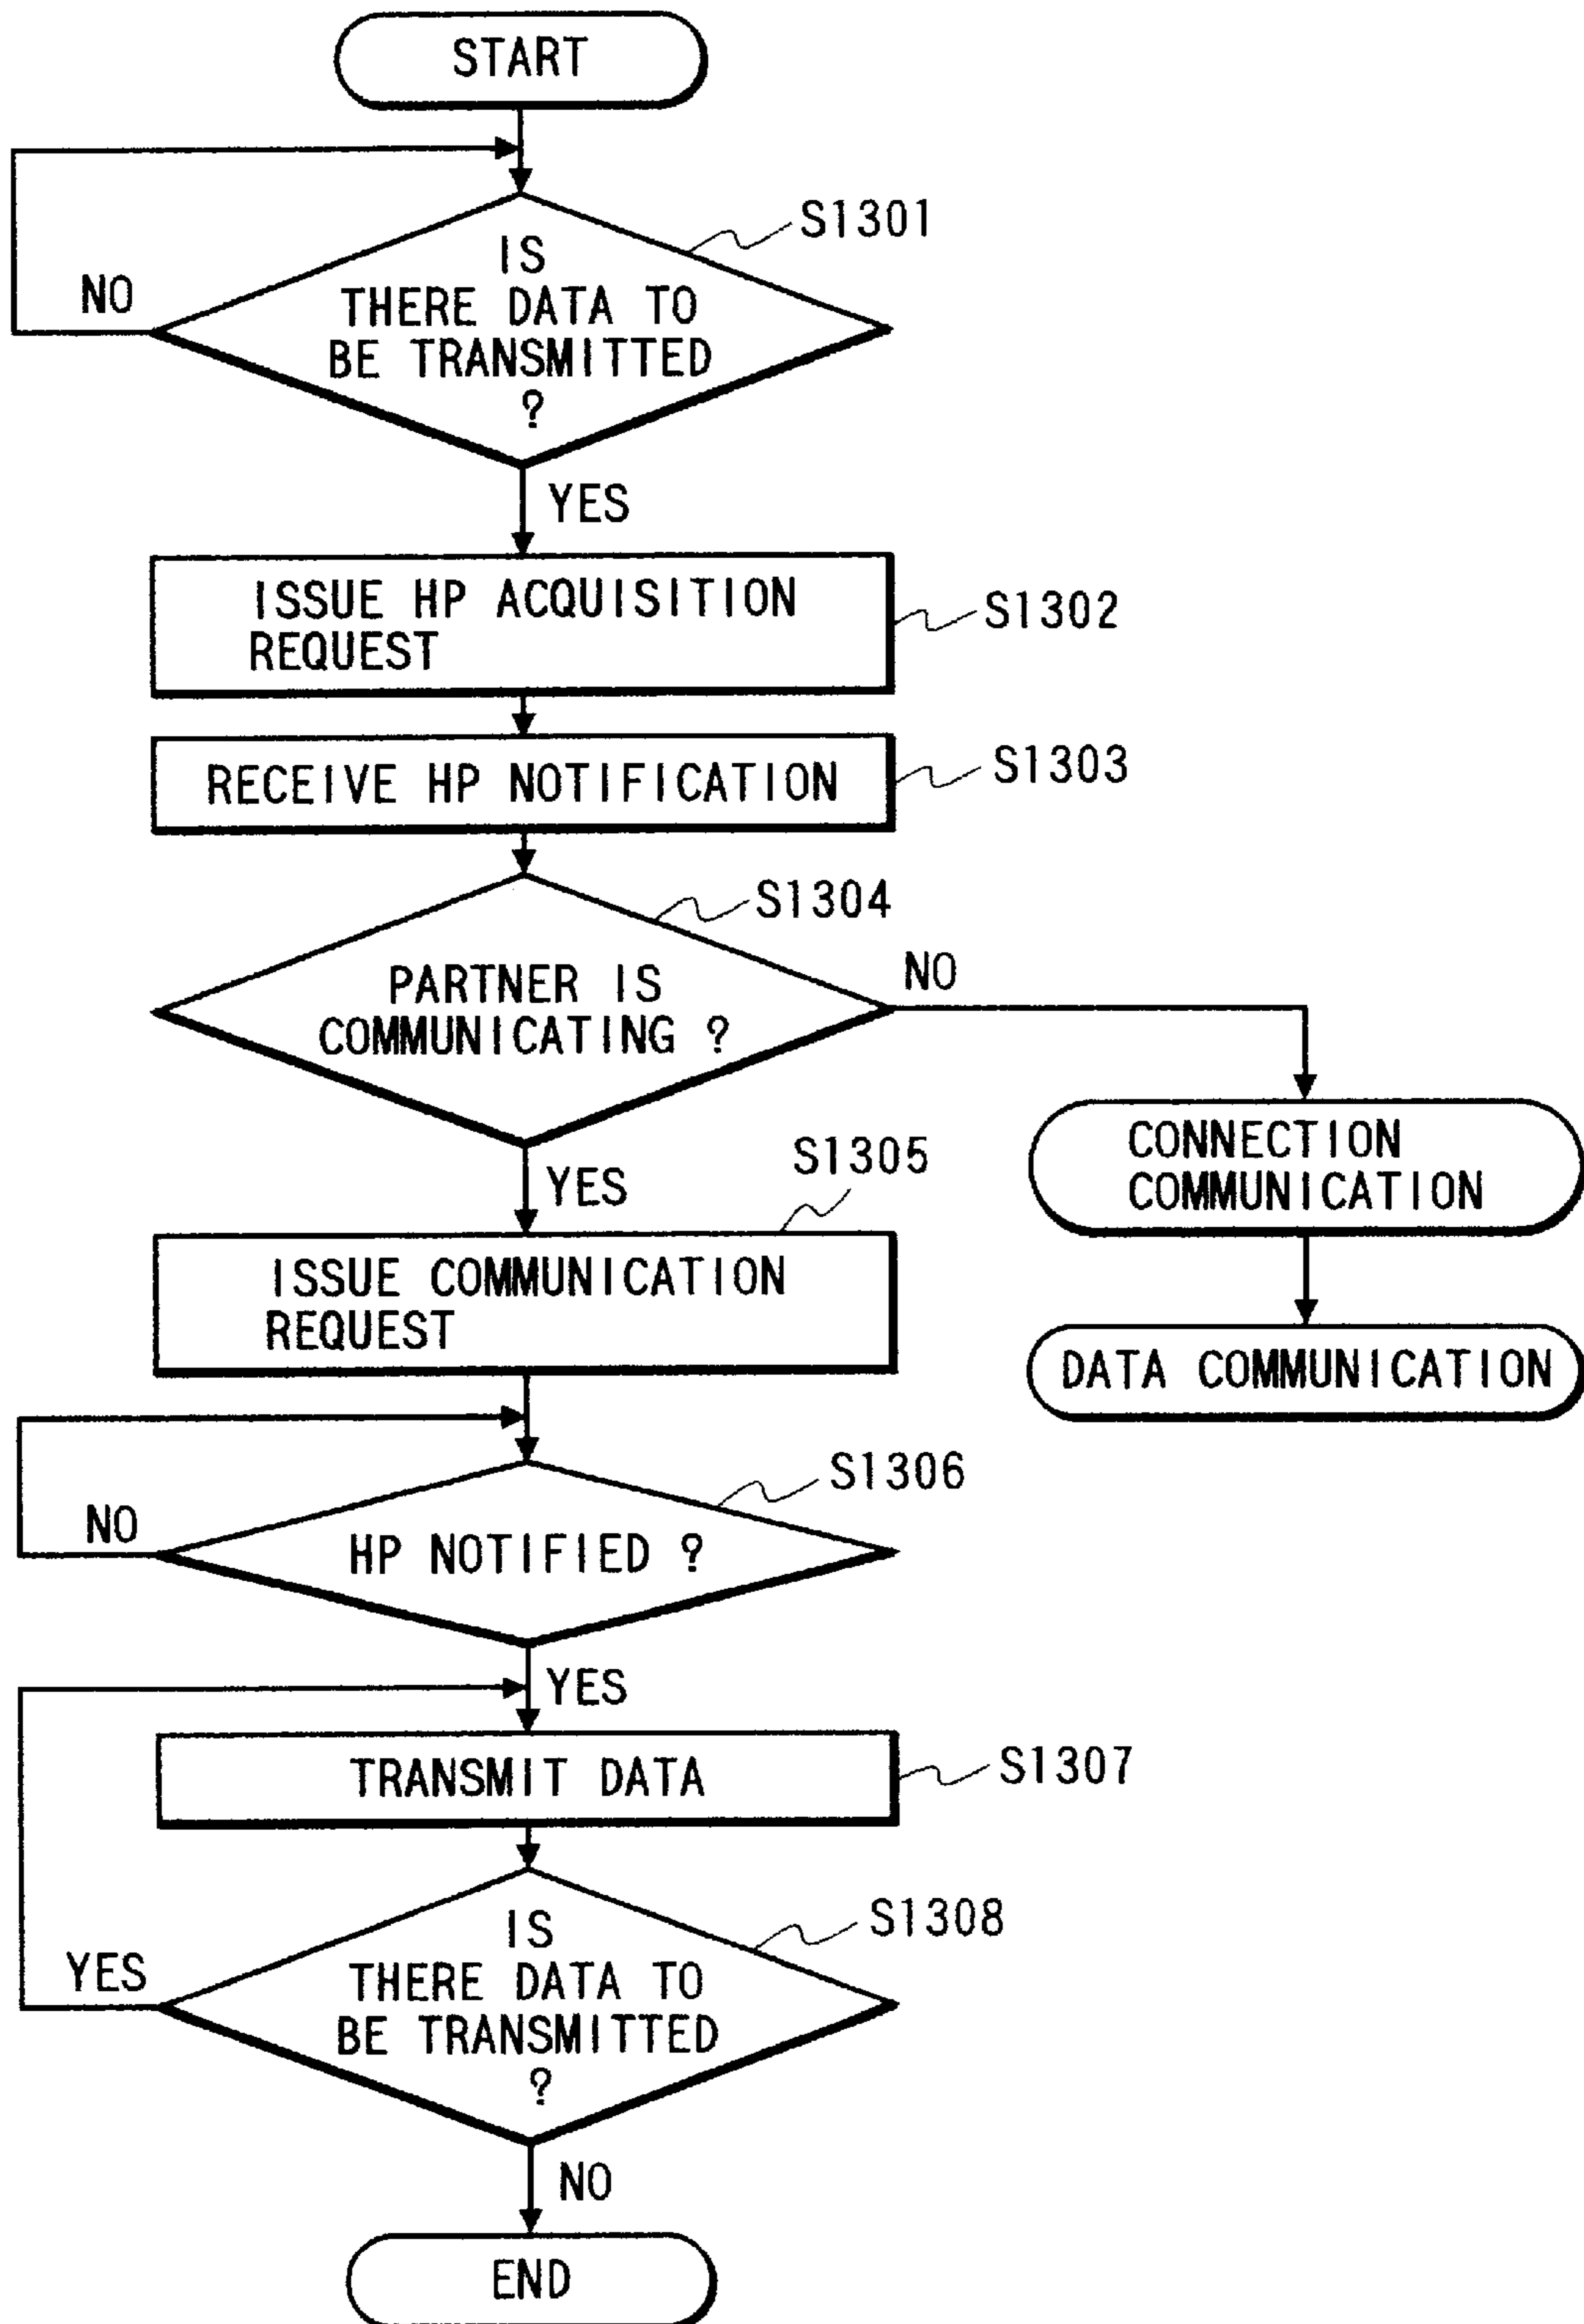 START
S1301
IS
THERE DATA TO
BE TRANSMITTED
?
NO
YES
ISSUE HP ACQUISITION
REQUEST
S1302
RECEIVE HP NOTIFICATION
S1303
S1304
PARTNER IS
COMMUNICATING ?
NO
YES
CONNECTION
COMMUNICATION
DATA COMMUNICATION
S1305
ISSUE COMMUNICATION
REQUEST
S1306
HP NOTIFIED ?
NO
YES
TRANSMIT DATA
S1307
S1308
IS
THERE DATA TO
BE TRANSMITTED
?
YES
NO
END